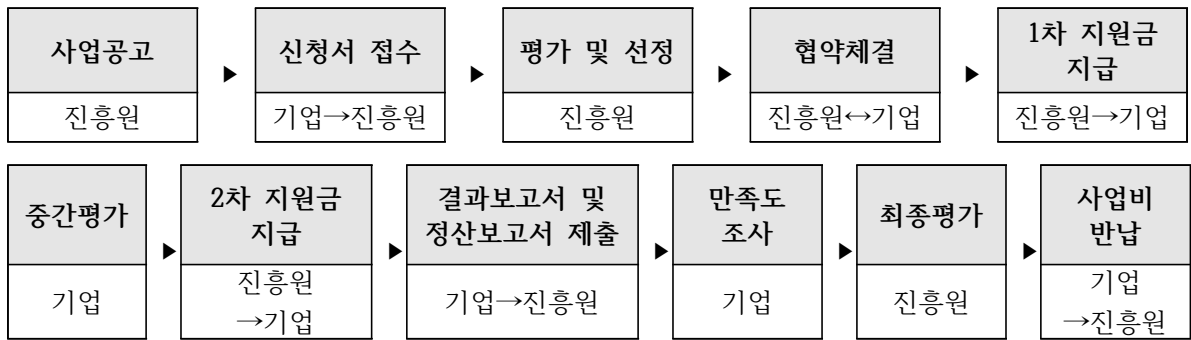 사업공고 ▶ 신청서 접수 ▶ 평가 및 선정 ▶ 협약체결 ▶ 1차 지원금
지급
진흥원 기업→진흥원 진흥원 진흥원↔기업 진흥원→기업
중간평가 ▶ 2차 지원금
지급 ▶ 결과보고서 및
정산보고서 제출 ▶ 만족도
조사 ▶ 최종평가 ▶ 사업비
반납
기업 진흥원
→기업 기업→진흥원 기업 진흥원 기업
→진흥원